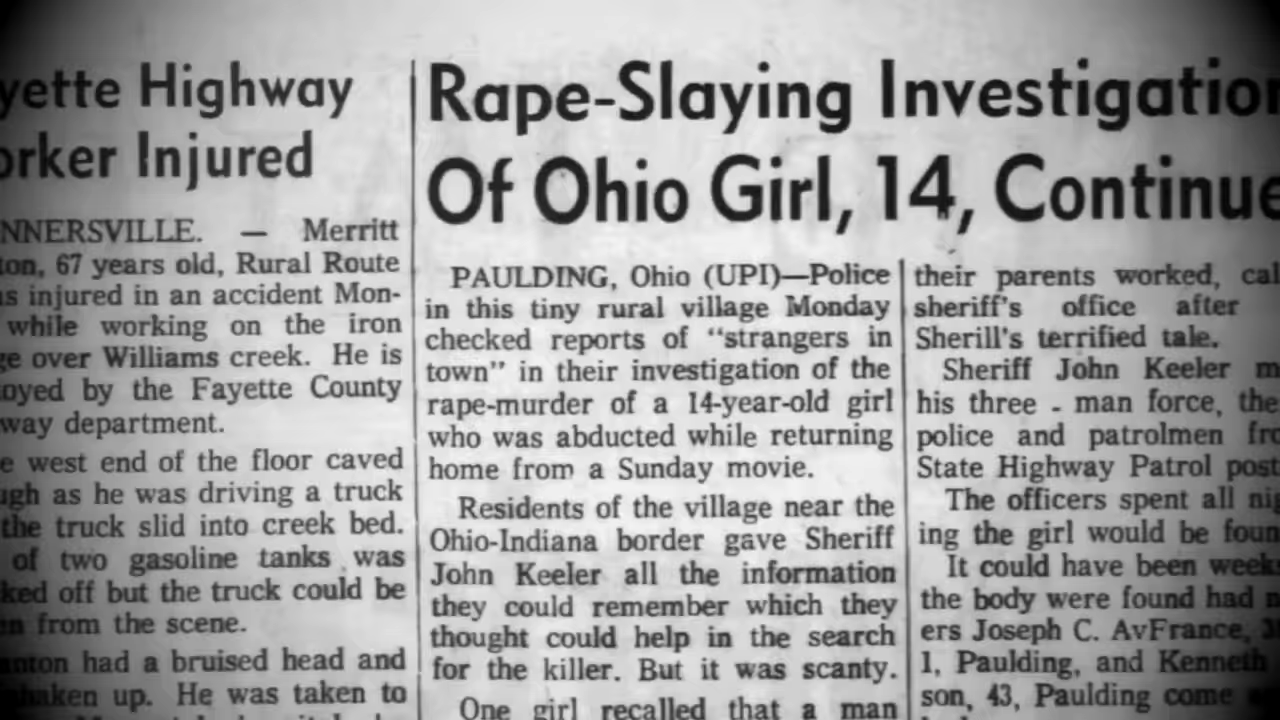 yette Highway
orker Injured
NNERSVILLE. — Merritt
ton, 67 years old, Rural Route
s injured in an accident Mon-
while working on the iron
ge over Williams creek. He is
oyed by the Fayette County
way department.
e west end of the floor caved
ugh as he was driving a truck
the truck slid into creek bed.
of two gasoline tanks was
ked off but the truck could be
en from the scene.
anton had a bruised head and
shaken up. He was taken to
Rape-Slaying Investigation
Of Ohio Girl, 14, Continue
PAULDING, Ohio (UPI)—Police
in this tiny rural village Monday
checked reports of "strangers in
town" in their investigation of the
rape-murder of a 14-year-old girl
who was abducted while returning
home from a Sunday movie.
Residents of the village near the
Ohio-Indiana border gave Sheriff
John Keeler all the information
they could remember which they
thought could help in the search
for the killer. But it was scanty.
One girl recalled that a man
their parents worked, cal
sheriff's office after
Sherill's terrified tale.
Sheriff John Keeler m
his three - man force, the
police and patrolmen fro
State Highway Patrol post
The officers spent all nig
ing the girl would be foun
It could have been weeks
the body were found had n
ers Joseph C. AvFrance, 3
1, Paulding, and Kenneth
son, 43, Paulding come